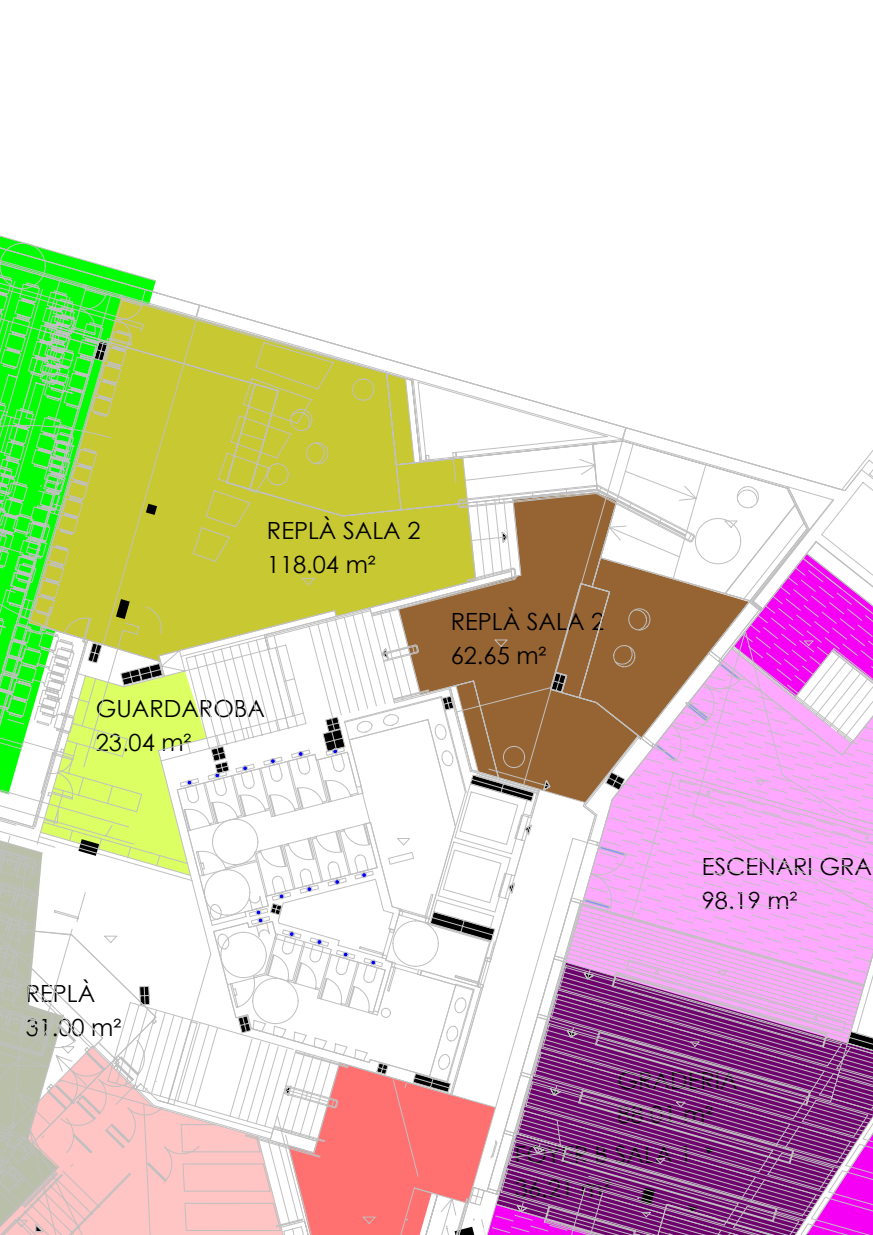 REPLÀ SALA 2
118.04 m²
REPLÀ SALA 2
62.65 m²
GUARDAROBA
23.04 m²
ESCENARI GRA
98.19 m²
REPLÀ
31.00 m²
GRADERIA